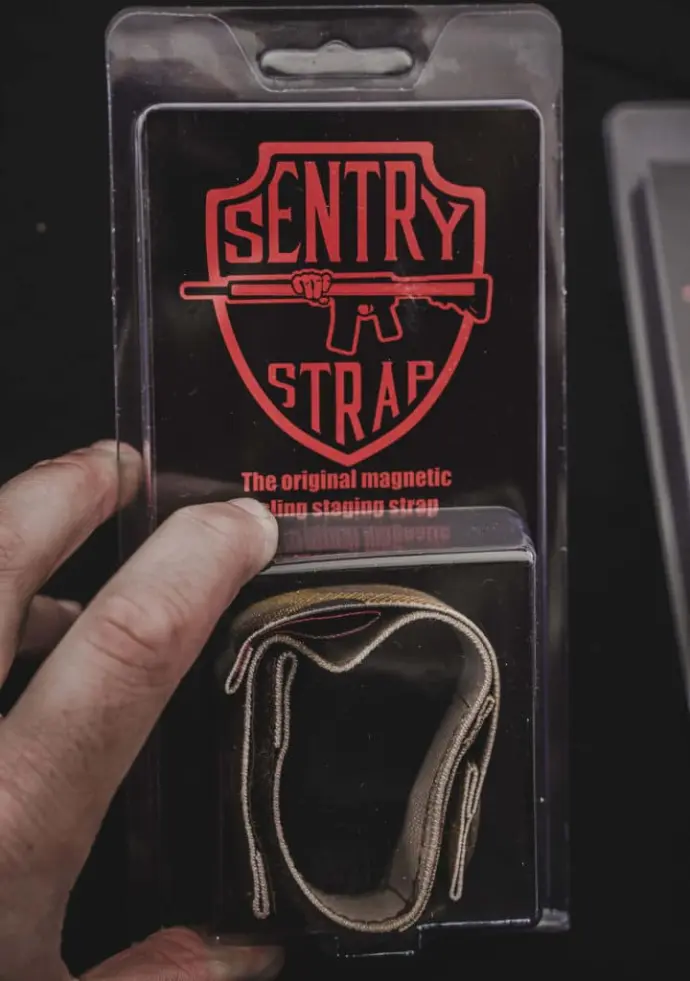 SENTRY
STRAP
The original magnetic
staging strap